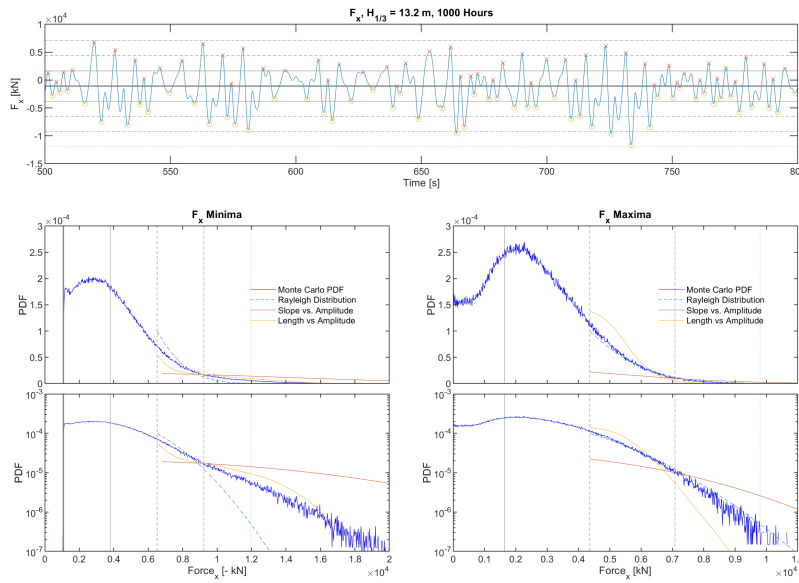 F_x, H_1/3 = 13.2 m, 1000 Hours
×10^4
1
0.5
0
-0.5
-1
-1.5
F_x [kN]
500 550 600 650 700 750 800
Time [s]
F_x Minima
×10^-4
3
2.5
2
1.5
1
0.5
0
PDF
Monte Carlo PDF
Rayleigh Distribution
Slope vs. Amplitude
Length vs Amplitude
10^-3
10^-4
10^-5
10^-6
10^-7
PDF
0 0.2 0.4 0.6 0.8 1 1.2 1.4 1.6 1.8 20
Force_x [- kN]
×10^4
F_x Maxima
×10^-4
3
2.5
2
1.5
1
0.5
0
PDF
Monte Carlo PDF
Rayleigh Distribution
Slope vs. Amplitude
Length vs Amplitude
10^-3
10^-4
10^-5
10^-6
10^-7
PDF
0 0.1 0.2 0.3 0.4 0.5 0.6 0.7 0.8 0.9 10
Force_x [kN]
×10^4